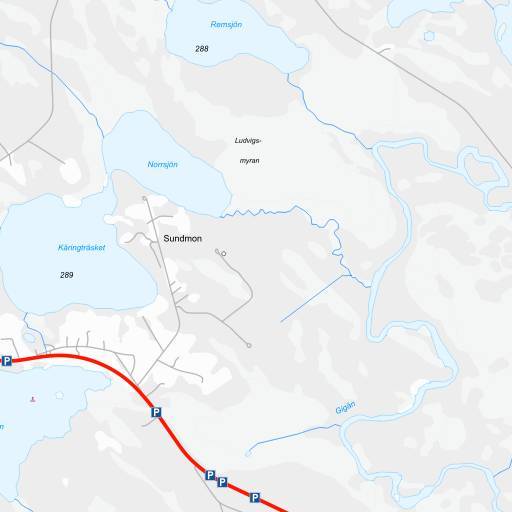 Remsjön
288
Ludvigs-
myran
Norrsjön
Sundmon
Käringträsket
289
P
Gigån
P
n
P
P
P